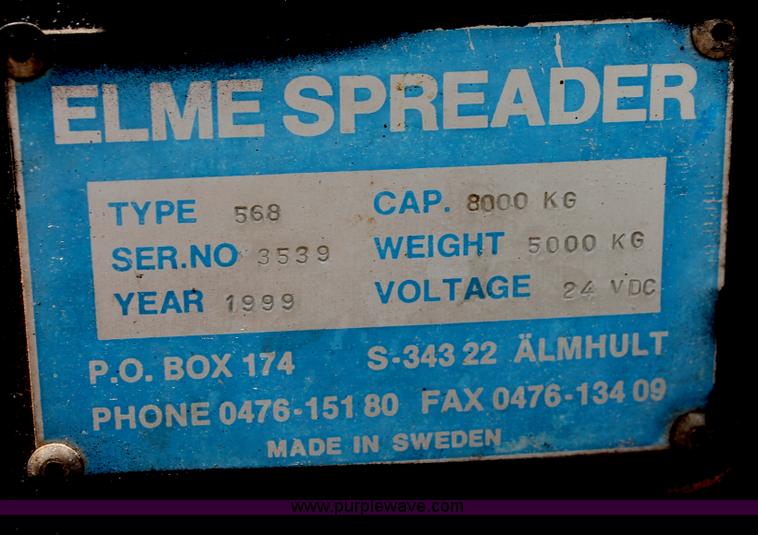 ELME SPREADER
TYPE 568 CAP. 8000 KG
SER.NO 3539 WEIGHT 5000 KG
YEAR 1999 VOLTAGE 24 VDC
P.O. BOX 174 S-343 22 ÄLMHULT
PHONE 0476-151 80 FAX 0476-134 09
MADE IN SWEDEN
www.purplewave.com